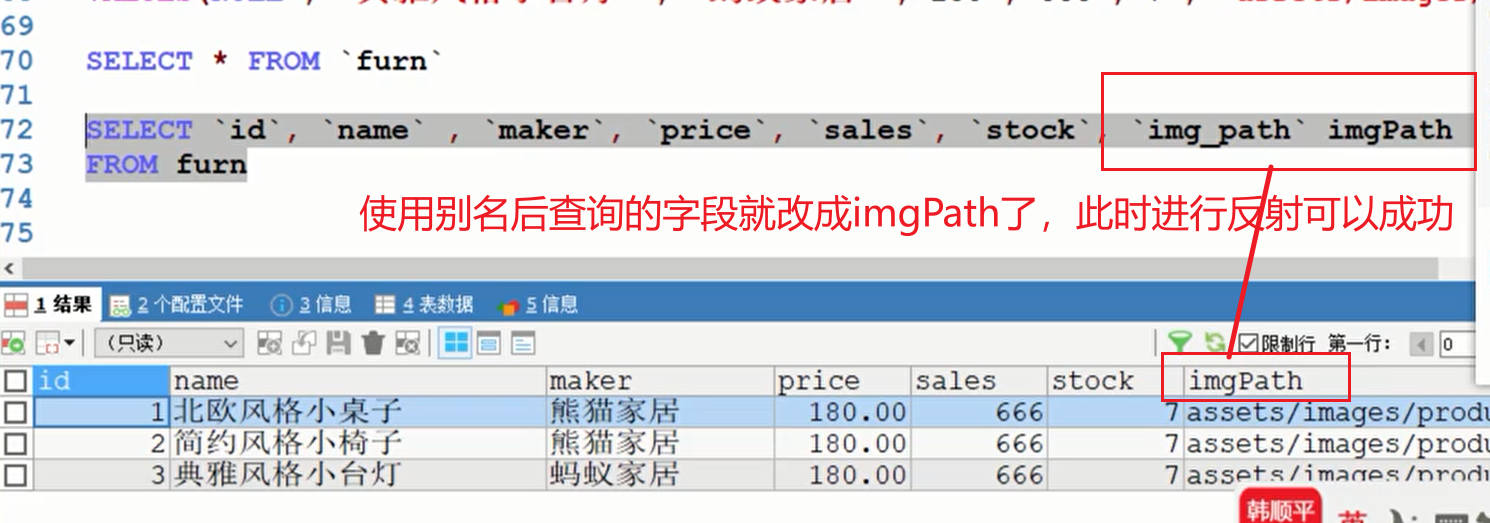 69
70 SELECT * FROM `furn`
71
72 SELECT `id`, `name` , `maker`, `price`, `sales`, `stock`, `img_path` imgPath
73 FROM furn
74
75
使用别名后查询的字段就改成imgPath了，此时进行反射可以成功
1 结果 2 个配置文件 3 信息 4 表数据 5 信息
（只读） 限制行 第一行： 0
id name maker price sales stock imgPath
1 北欧风格小桌子 熊猫家居 180.00 666 7 assets/images/produ
2 简约风格小椅子 熊猫家居 180.00 666 7 assets/images/produ
3 典雅风格小台灯 蚂蚁家居 180.00 666 7 assets/images/produ
韩顺平 英